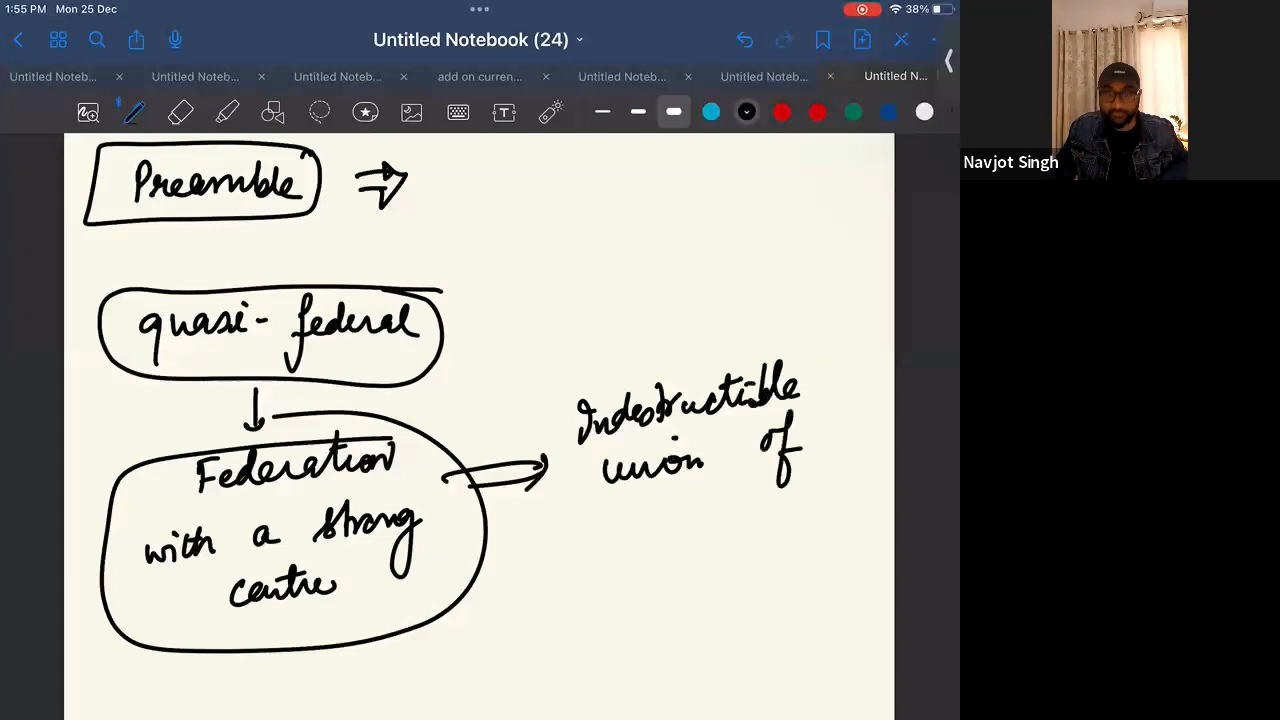 1:55 PM Mon 25 Dec
38%
Untitled Notebook (24)
Untitled Noteb...
Untitled Noteb...
Untitled Noteb...
add on curren...
Untitled Noteb...
Untitled Noteb...
Untitled N...
T
Navjot Singh
Preamble
quasi-federal
Federation
with a strong
centre
Indestructible
union of